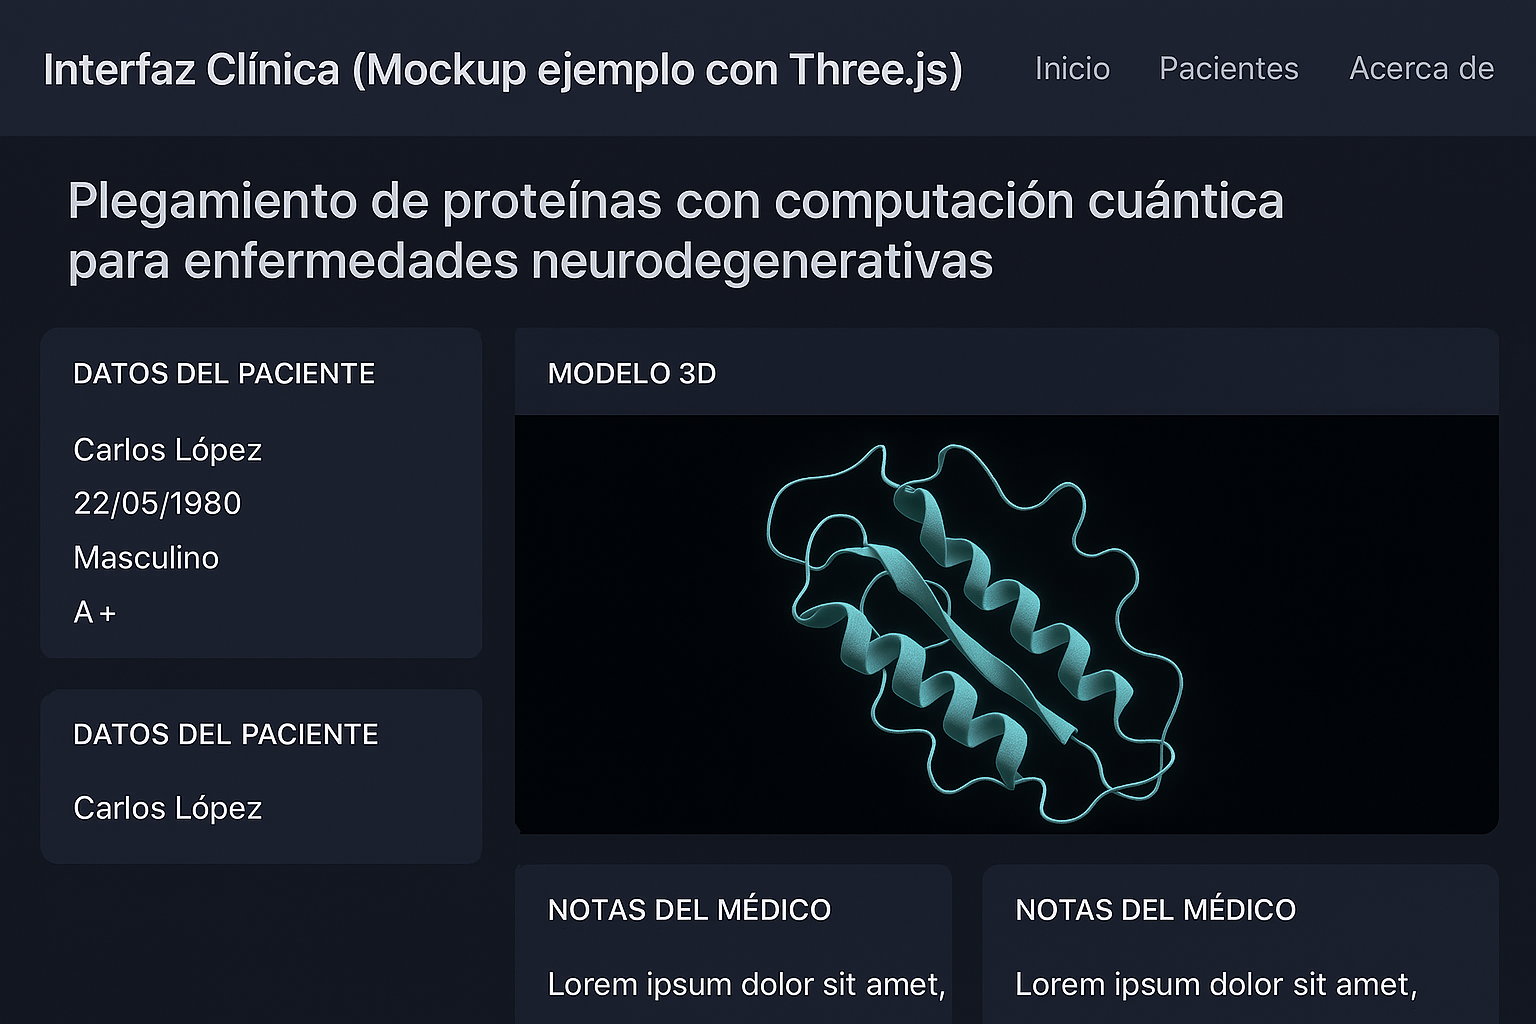 Interfaz Clínica (Mockup ejemplo con Three.js)
Inicio
Pacientes
Acerca de
Plegamiento de proteínas con computación cuántica
para enfermedades neurodegenerativas
DATOS DEL PACIENTE
Carlos López
22/05/1980
Masculino
A+
DATOS DEL PACIENTE
Carlos López
MODELO 3D
NOTAS DEL MÉDICO
Lorem ipsum dolor sit amet,
NOTAS DEL MÉDICO
Lorem ipsum dolor sit amet,